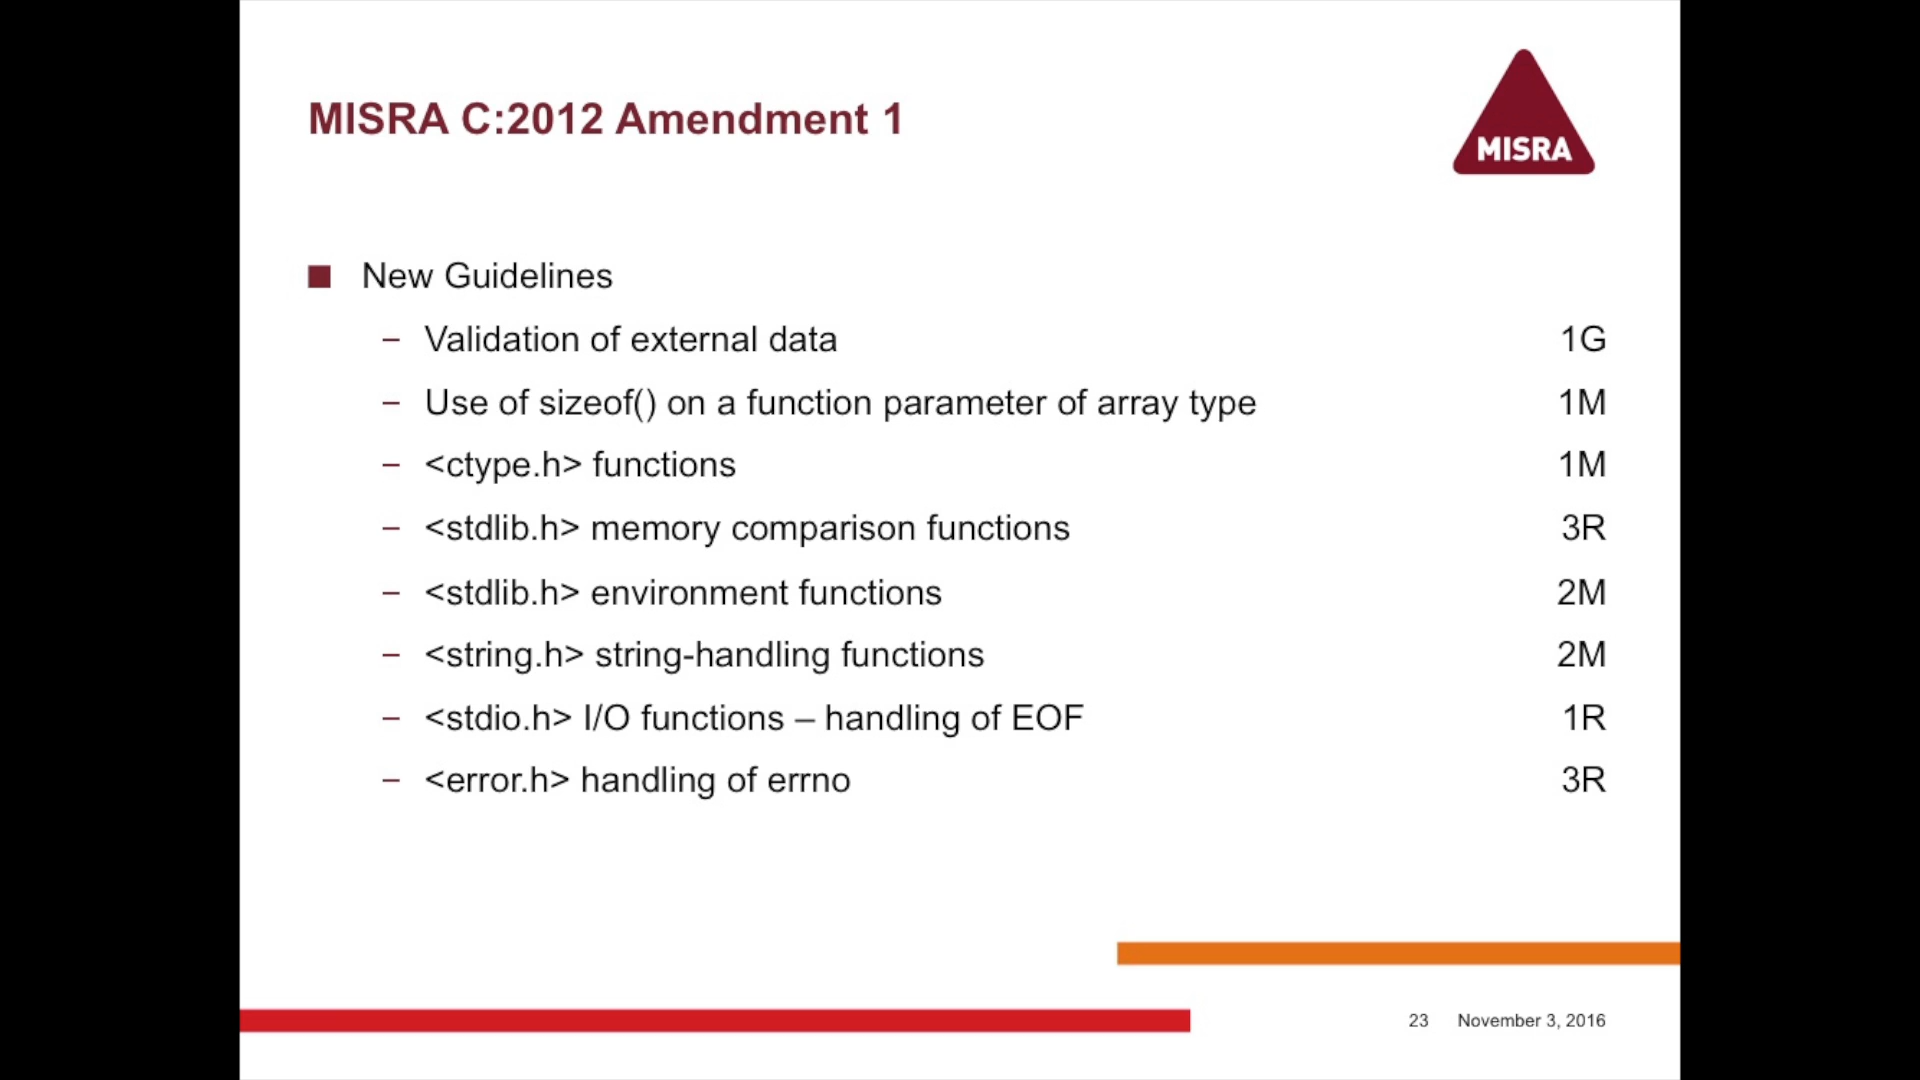 MISRA C:2012 Amendment 1
MISRA
New Guidelines
– Validation of external data 1G
– Use of sizeof() on a function parameter of array type 1M
– <ctype.h> functions 1M
– <stdlib.h> memory comparison functions 3R
– <stdlib.h> environment functions 2M
– <string.h> string-handling functions 2M
– <stdio.h> I/O functions – handling of EOF 1R
– <error.h> handling of errno 3R
23 November 3, 2016